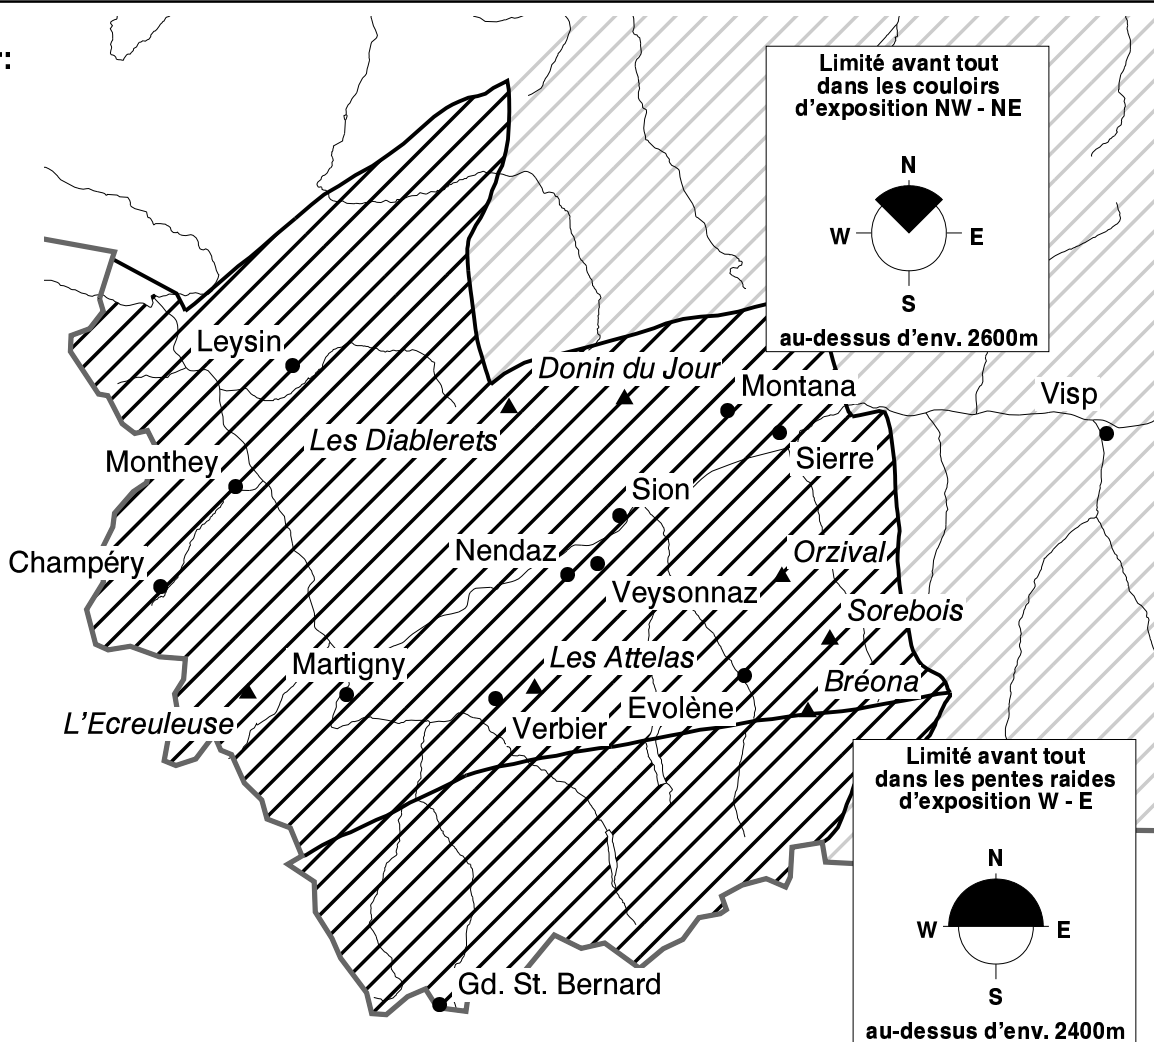 r:
Limité avant tout
dans les couloirs
d'exposition NW - NE
N
W
E
S
au-dessus d'env. 2600m
Leysin
Donin du Jour
Montana
Visp
Les Diablerets
Monthey
Sierre
Sion
Champéry
Nendaz
Orzival
Veysonnaz
Sorebois
Martigny
Les Attelas
Bréona
L'Ecreuleuse
Evolène
Verbier
Limité avant tout
dans les pentes raides
d'exposition W - E
N
W
E
S
au-dessus d'env. 2400m
Gd. St. Bernard